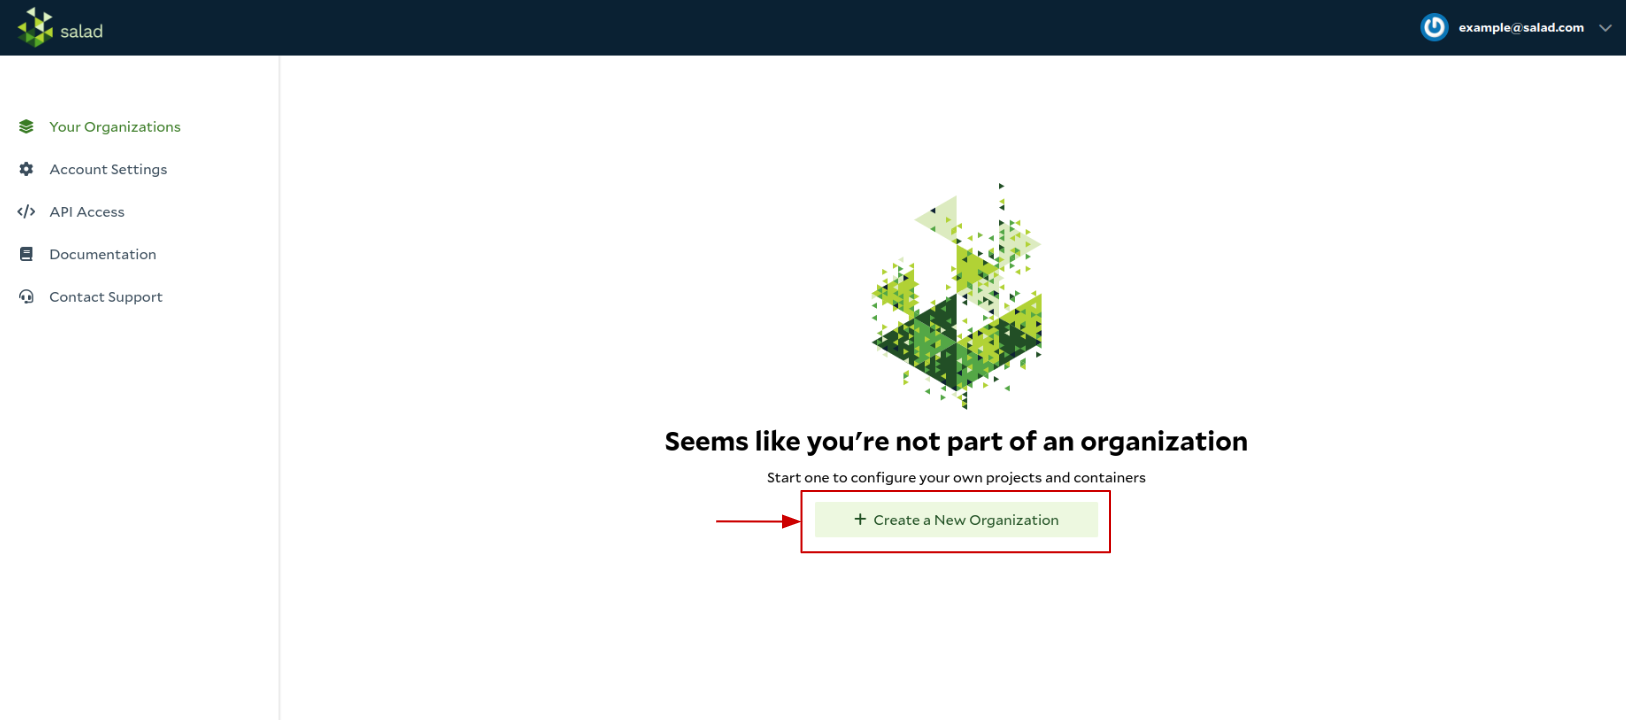 salad
example@salad.com
Your Organizations
Account Settings
API Access
Documentation
Contact Support
Seems like you're not part of an organization
Start one to configure your own projects and containers
+ Create a New Organization